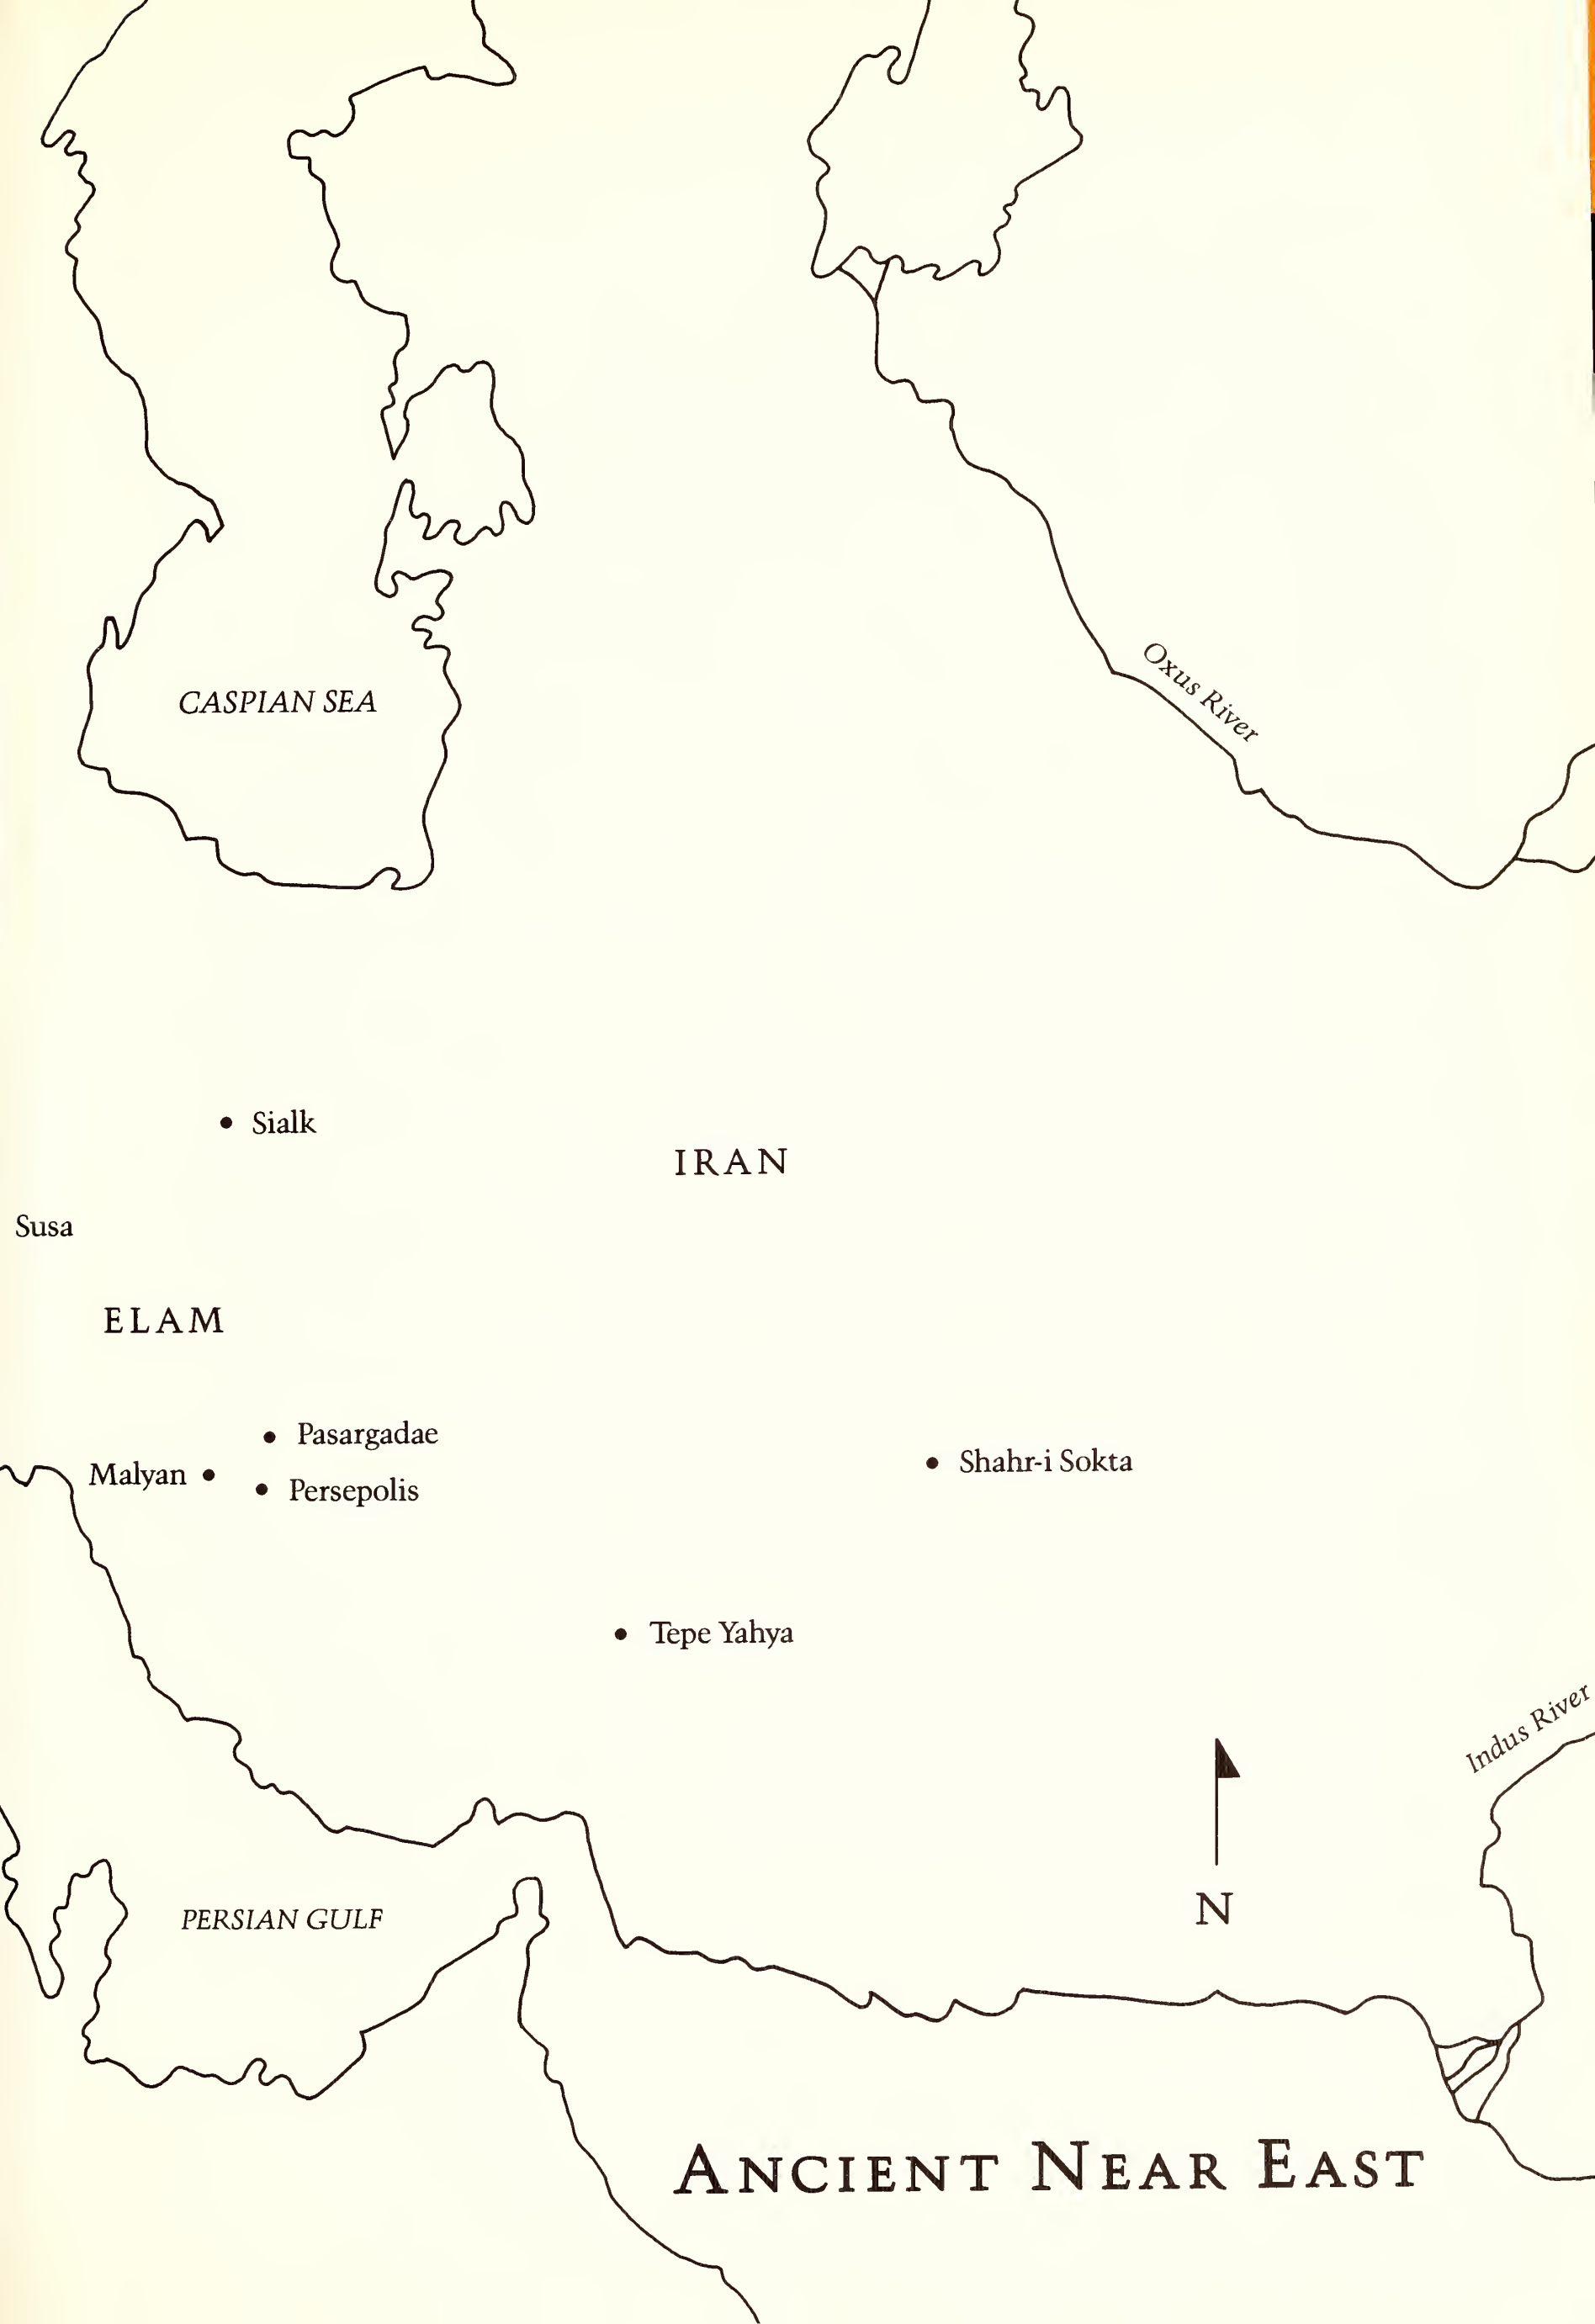 CASPIAN SEA
Oxus River
Sialk
IRAN
Susa
ELAM
Pasargadae
Malyan
Persepolis
Shahr-i Sokta
Tepe Yahya
Indus River
N
PERSIAN GULF
ANCIENT NEAR EAST